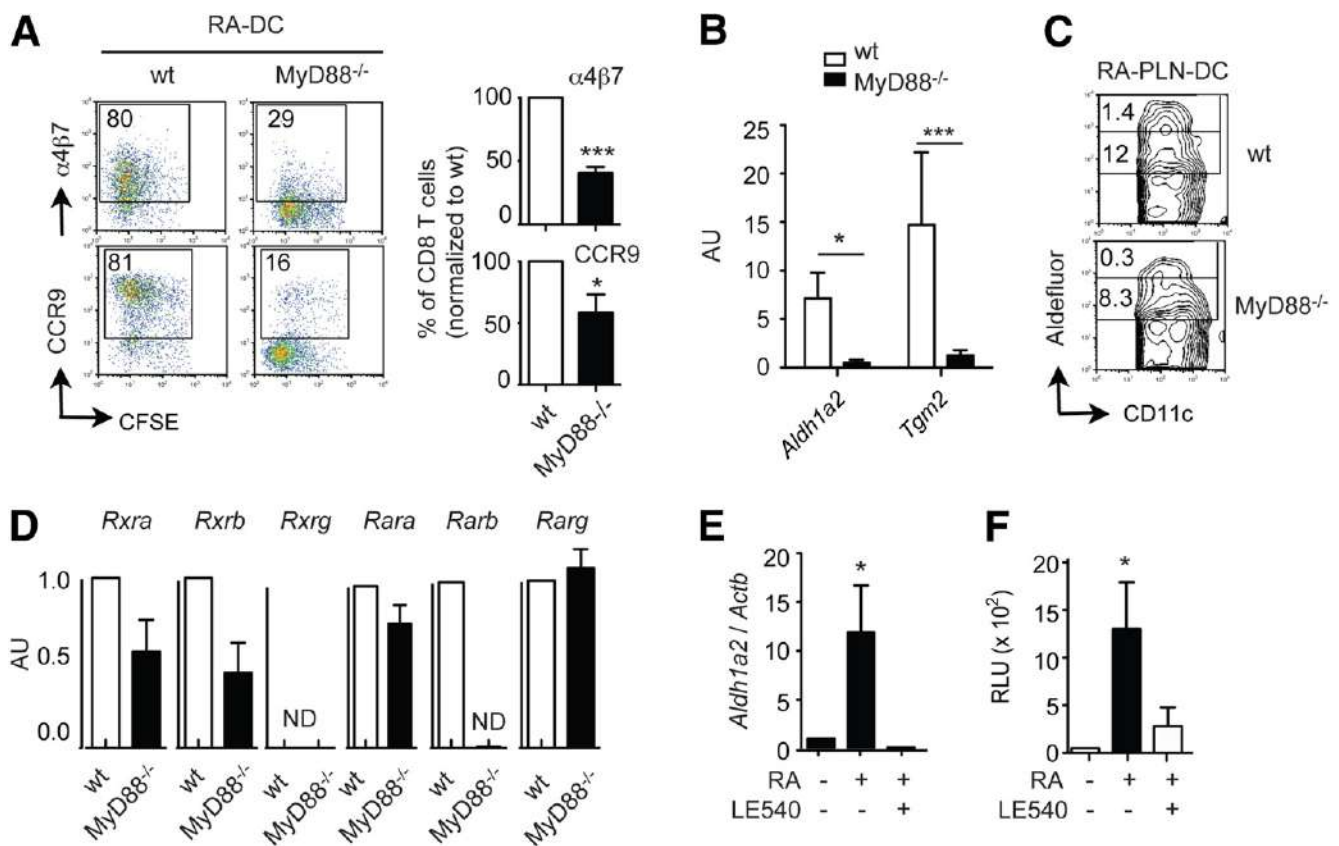 A
RA-DC
wt
MyD88-/-
80
29
α4β7
81
16
CCR9
CFSE
10⁰ 10¹ 10² 10³ 10⁴
% of CD8 T cells
(normalized to wt)
α4β7
100
50
0
***
CCR9
100
50
0
*
wt
MyD88-/-
B
wt
MyD88-/-
AU
25
20
15
10
5
0
*
***
Aldh1a2
Tgm2
C
RA-PLN-DC
1.4
12
wt
0.3
8.3
MyD88-/-
Aldefluor
CD11c
D
Rxra Rxrb Rxrg Rara Rarb Rarg
AU
1.0
0.5
0.0
ND
ND
wt MyD88-/- wt MyD88-/- wt MyD88-/- wt MyD88-/- wt MyD88-/- wt MyD88-/-
E
Aldh1a2 / Actb
20
15
10
5
0
*
RA - + +
LE540 - - +
F
RLU (x 10²)
20
15
10
5
0
*
RA - + +
LE540 - - +